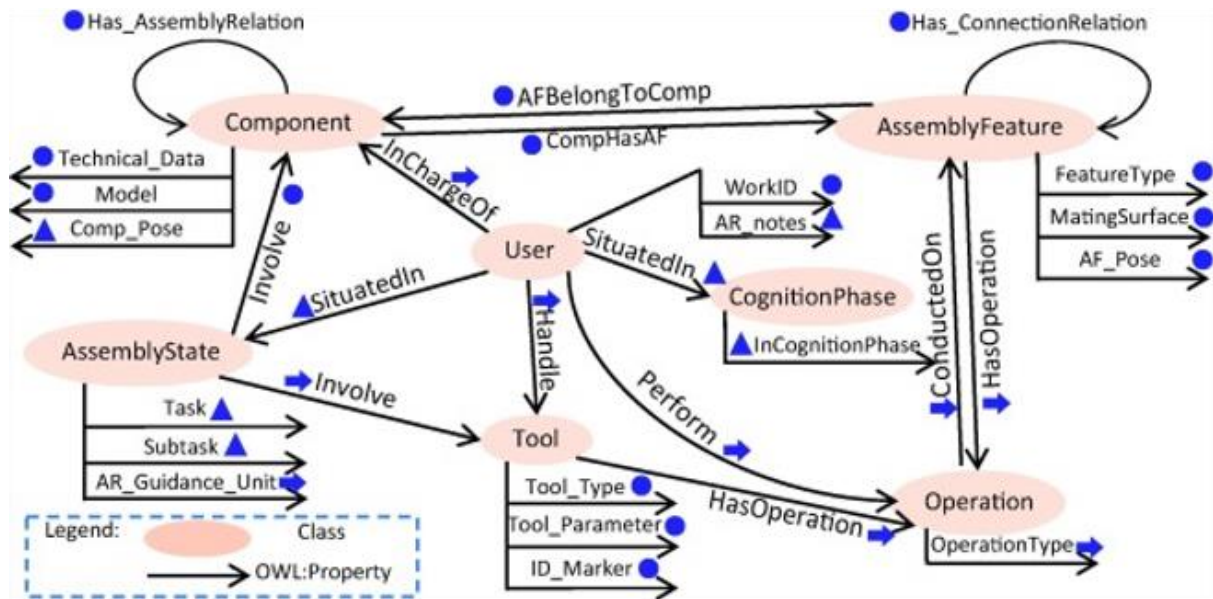 Has_AssemblyRelation
Has_ConnectionRelation
AFBelongToComp
Component
AssemblyFeature
CompHasAF
Technical_Data
Model
Comp_Pose
InChargeOf
WorkID
AR_notes
FeatureType
MatingSurface
AF_Pose
User
SituatedIn
Involve
SituatedIn
CognitionPhase
InCognitionPhase
ConductedOn
HasOperation
AssemblyState
Handle
Involve
Perform
Task
Subtask
AR_Guidance_Unit
Tool
Tool_Type
Tool_Parameter
ID_Marker
HasOperation
Operation
OperationType
Legend:
Class
OWL:Property